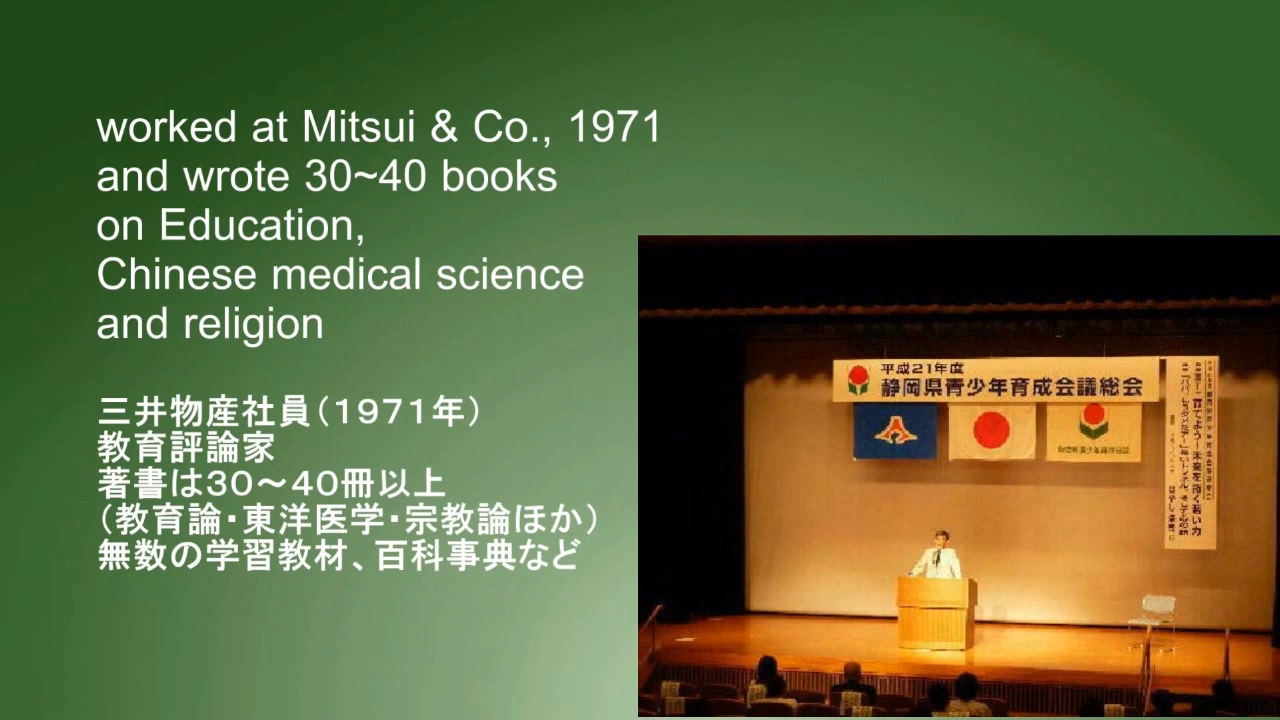 worked at Mitsui & Co., 1971
and wrote 30~40 books
on Education,
Chinese medical science
and religion
三井物産社員(1971年)
教育評論家
著書は30～40冊以上
(教育論・東洋医学・宗教論ほか)
無数の学習教材、百科事典など
平成21年度
静岡県青少年育成会議総会